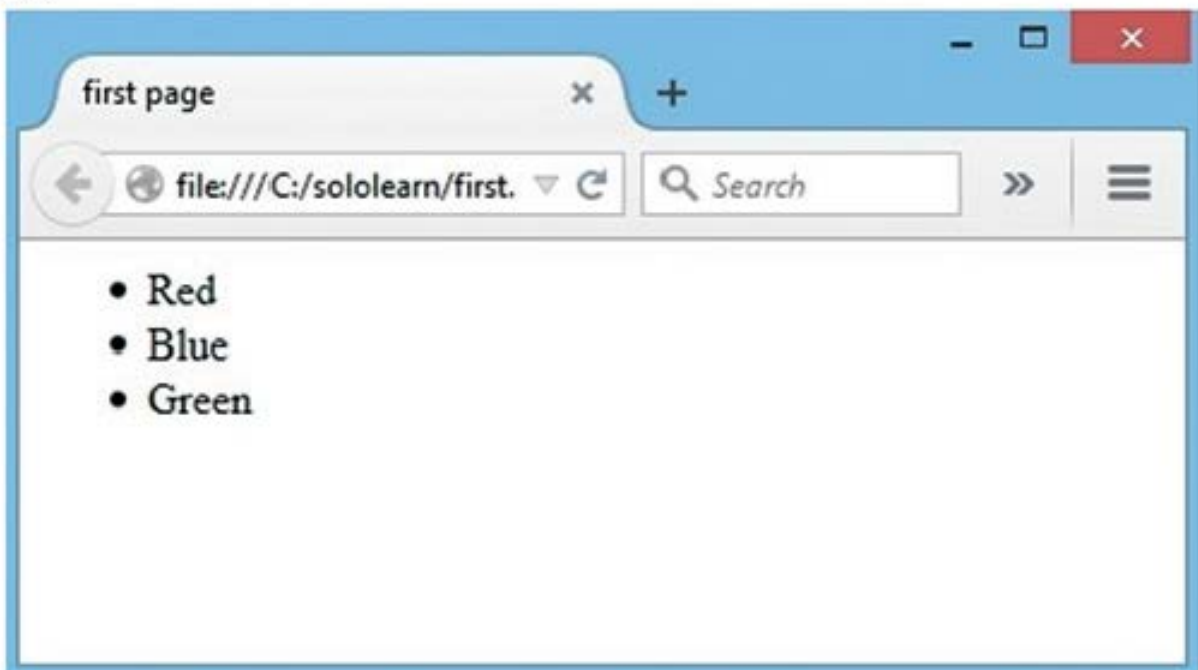 first page
file:///C:/sololearn/first.
Search
• Red
• Blue
• Green